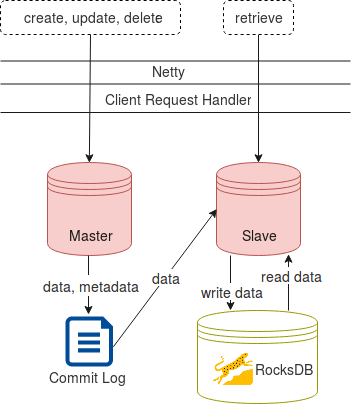 create, update, delete
retrieve
Netty
Client Request Handler
Master
Slave
data, metadata
data
write data
read data
Commit Log
RocksDB